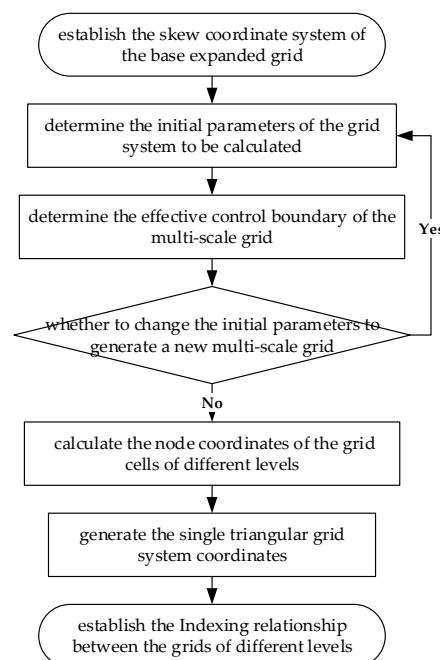 establish the skew coordinate system of
the base expanded grid
determine the initial parameters of the grid
system to be calculated
determine the effective control boundary of the
multi-scale grid
Yes
whether to change the initial parameters to
generate a new multi-scale grid
No
calculate the node coordinates of the grid
cells of different levels
generate the single triangular grid
system coordinates
establish the Indexing relationship
between the grids of different levels